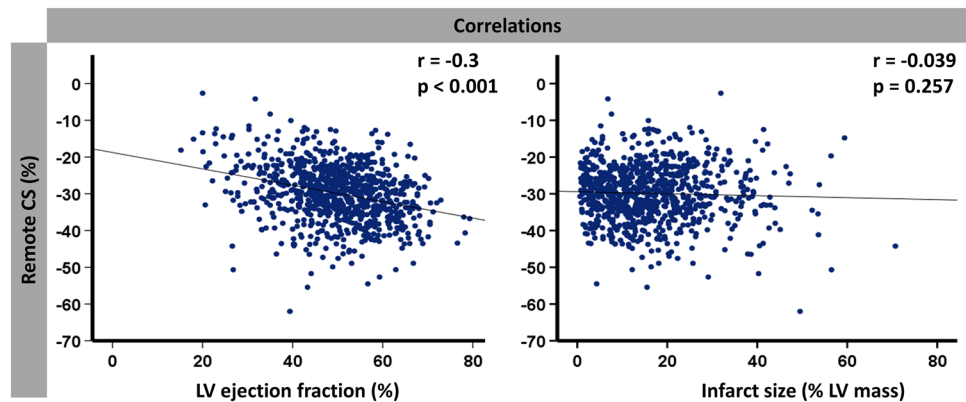 Correlations
Remote CS (%)
r = -0.3
p < 0.001
0
-10
-20
-30
-40
-50
-60
-70
0 20 40 60 80
LV ejection fraction (%)
r = -0.039
p = 0.257
0
-10
-20
-30
-40
-50
-60
-70
0 20 40 60 80
Infarct size (% LV mass)